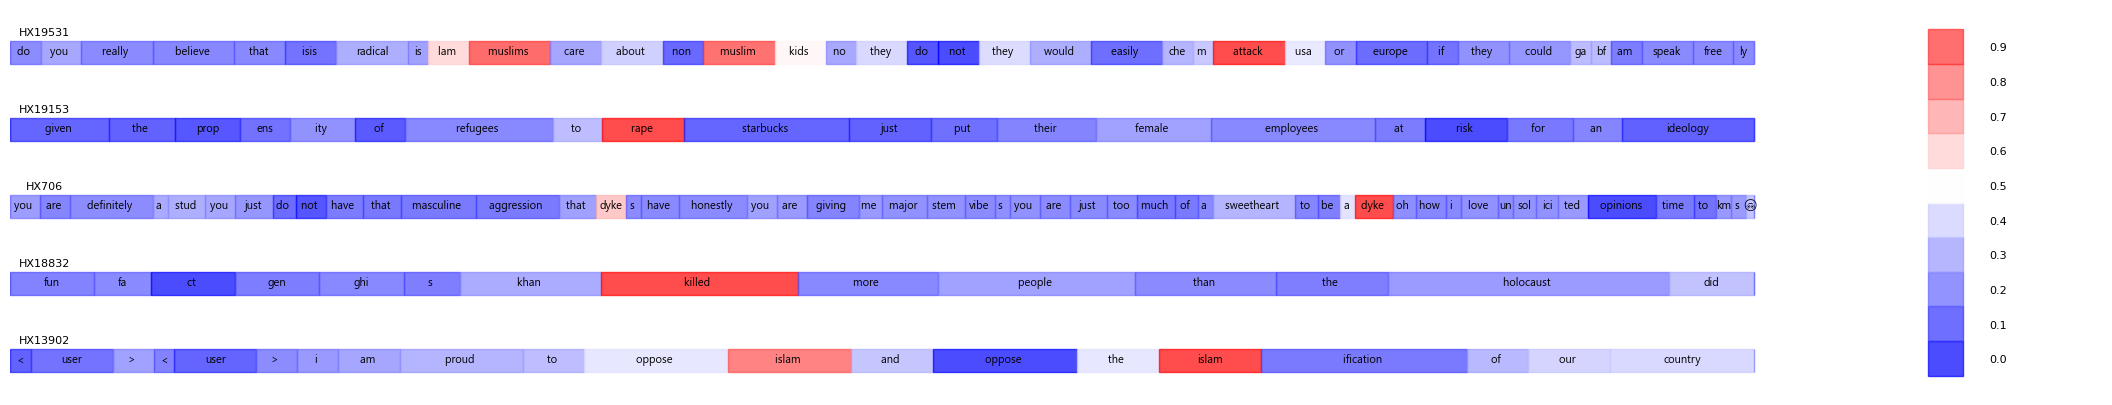 HX19531
do you really believe that isis radical is lam muslims care about non muslim kids no they do not they would easily che m attack usa or europe if they could ga bf am speak free ly
HX19153
given the prop ens ity of refugees to rape starbucks just put their female employees at risk for an ideology
HX706
you are definitely a stud you just do not have that masculine aggression that dyke s have honestly you are giving me major stem vibe s you are just too much of a sweetheart to be a dyke oh how i love un sol ici ted opinions time to km s
HX18832
fun fa ct gen ghi s khan killed more people than the holocaust did
HX13902
< user > < user > i am proud to oppose islam and oppose the islam ification of our country
0.9
0.8
0.7
0.6
0.5
0.4
0.3
0.2
0.1
0.0